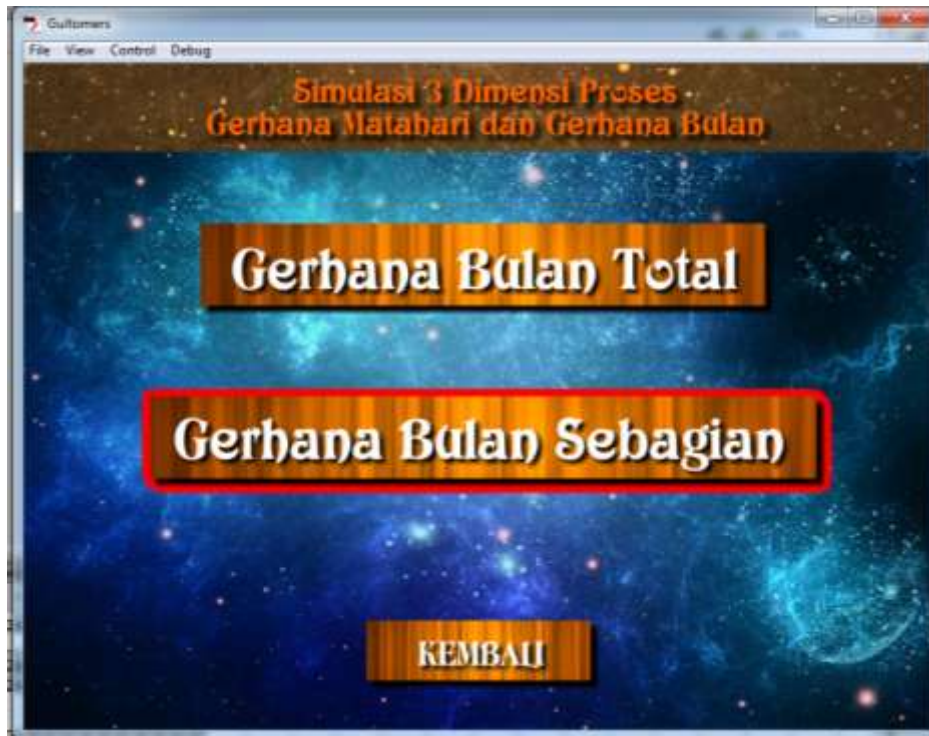 Guitomers
File View Control Debug
Simulasi 3 Dimensi Proses
Gerhana Matahari dan Gerhana Bulan
Gerhana Bulan Total
Gerhana Bulan Sebagian
KEMBALI